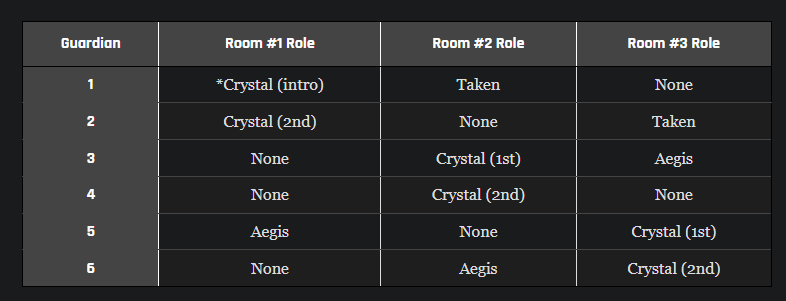 Guardian Room #1 Role Room #2 Role Room #3 Role
1 *Crystal (intro) Taken None
2 Crystal (2nd) None Taken
3 None Crystal (1st) Aegis
4 None Crystal (2nd) None
5 Aegis None Crystal (1st)
6 None Aegis Crystal (2nd)